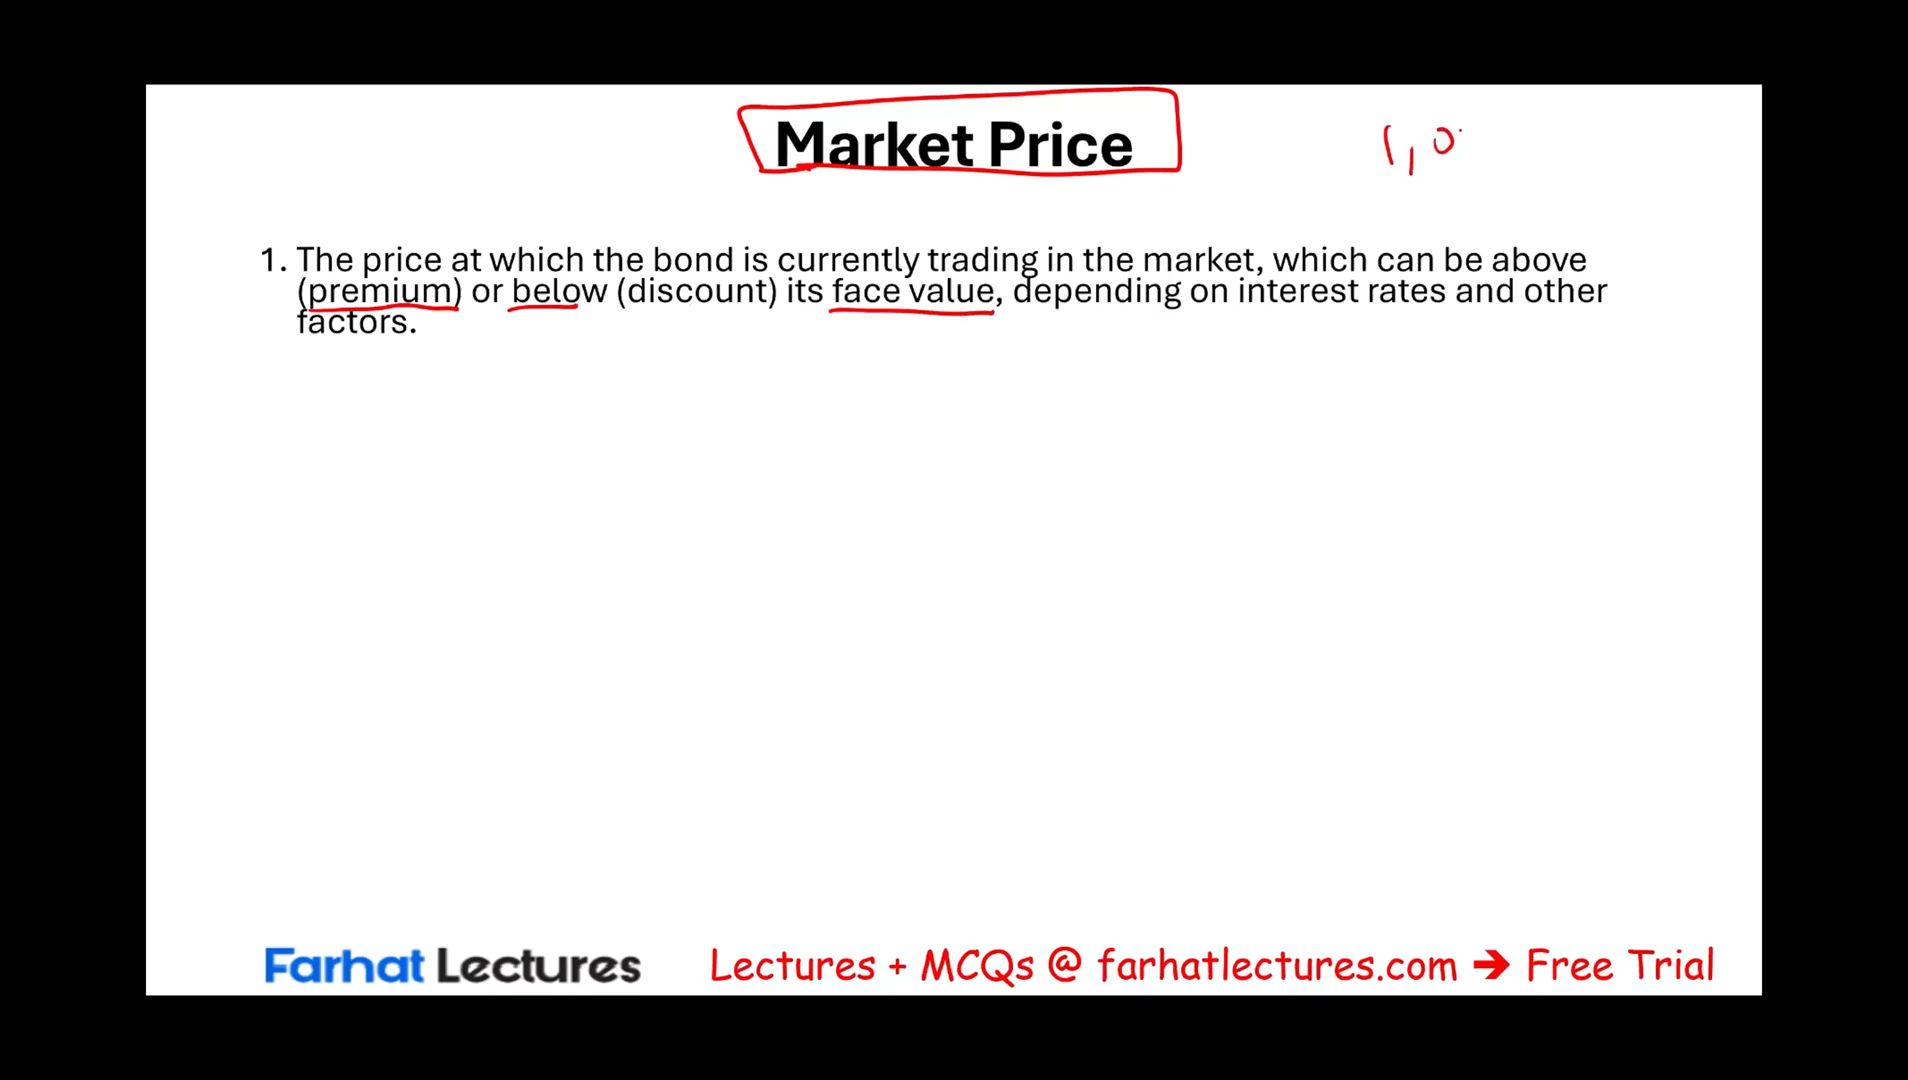 Market Price
1,0
1. The price at which the bond is currently trading in the market, which can be above
(premium) or below (discount) its face value, depending on interest rates and other
factors.
Farhat Lectures
Lectures + MCQs @ farhatlectures.com ➔ Free Trial